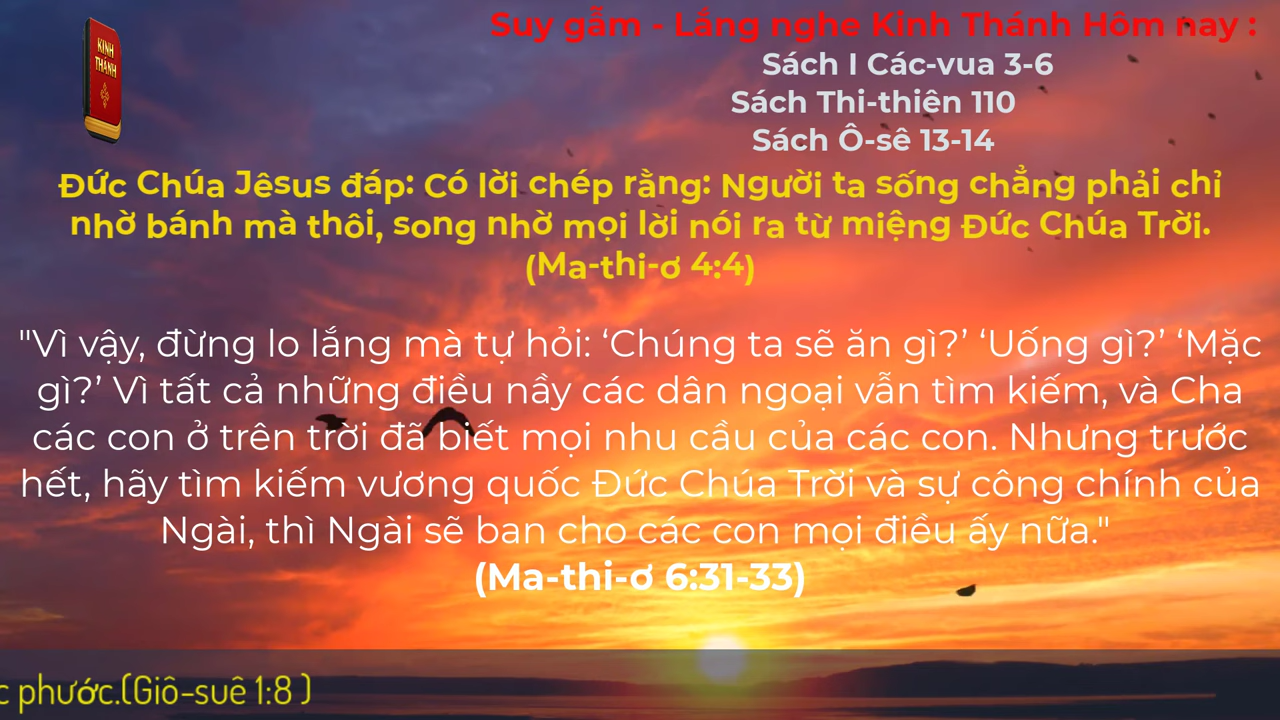 KINH
THÁNH
Suy gẫm - Lắng nghe Kinh Thánh Hôm nay :
Sách I Các-vua 3-6
Sách Thi-thiên 110
Sách Ô-sê 13-14
Đức Chúa Jêsus đáp: Có lời chép rằng: Người ta sống chẳng phải chỉ
nhờ bánh mà thôi, song nhờ mọi lời nói ra từ miệng Đức Chúa Trời.
(Ma-thi-ơ 4:4)
"Vì vậy, đừng lo lắng mà tự hỏi: ‘Chúng ta sẽ ăn gì?’ ‘Uống gì?’ ‘Mặc
gì?’ Vì tất cả những điều nầy các dân ngoại vẫn tìm kiếm, và Cha
các con ở trên trời đã biết mọi nhu cầu của các con. Nhưng trước
hết, hãy tìm kiếm vương quốc Đức Chúa Trời và sự công chính của
Ngài, thì Ngài sẽ ban cho các con mọi điều ấy nữa."
(Ma-thi-ơ 6:31-33)
c phước.(Giô-suê 1:8 )